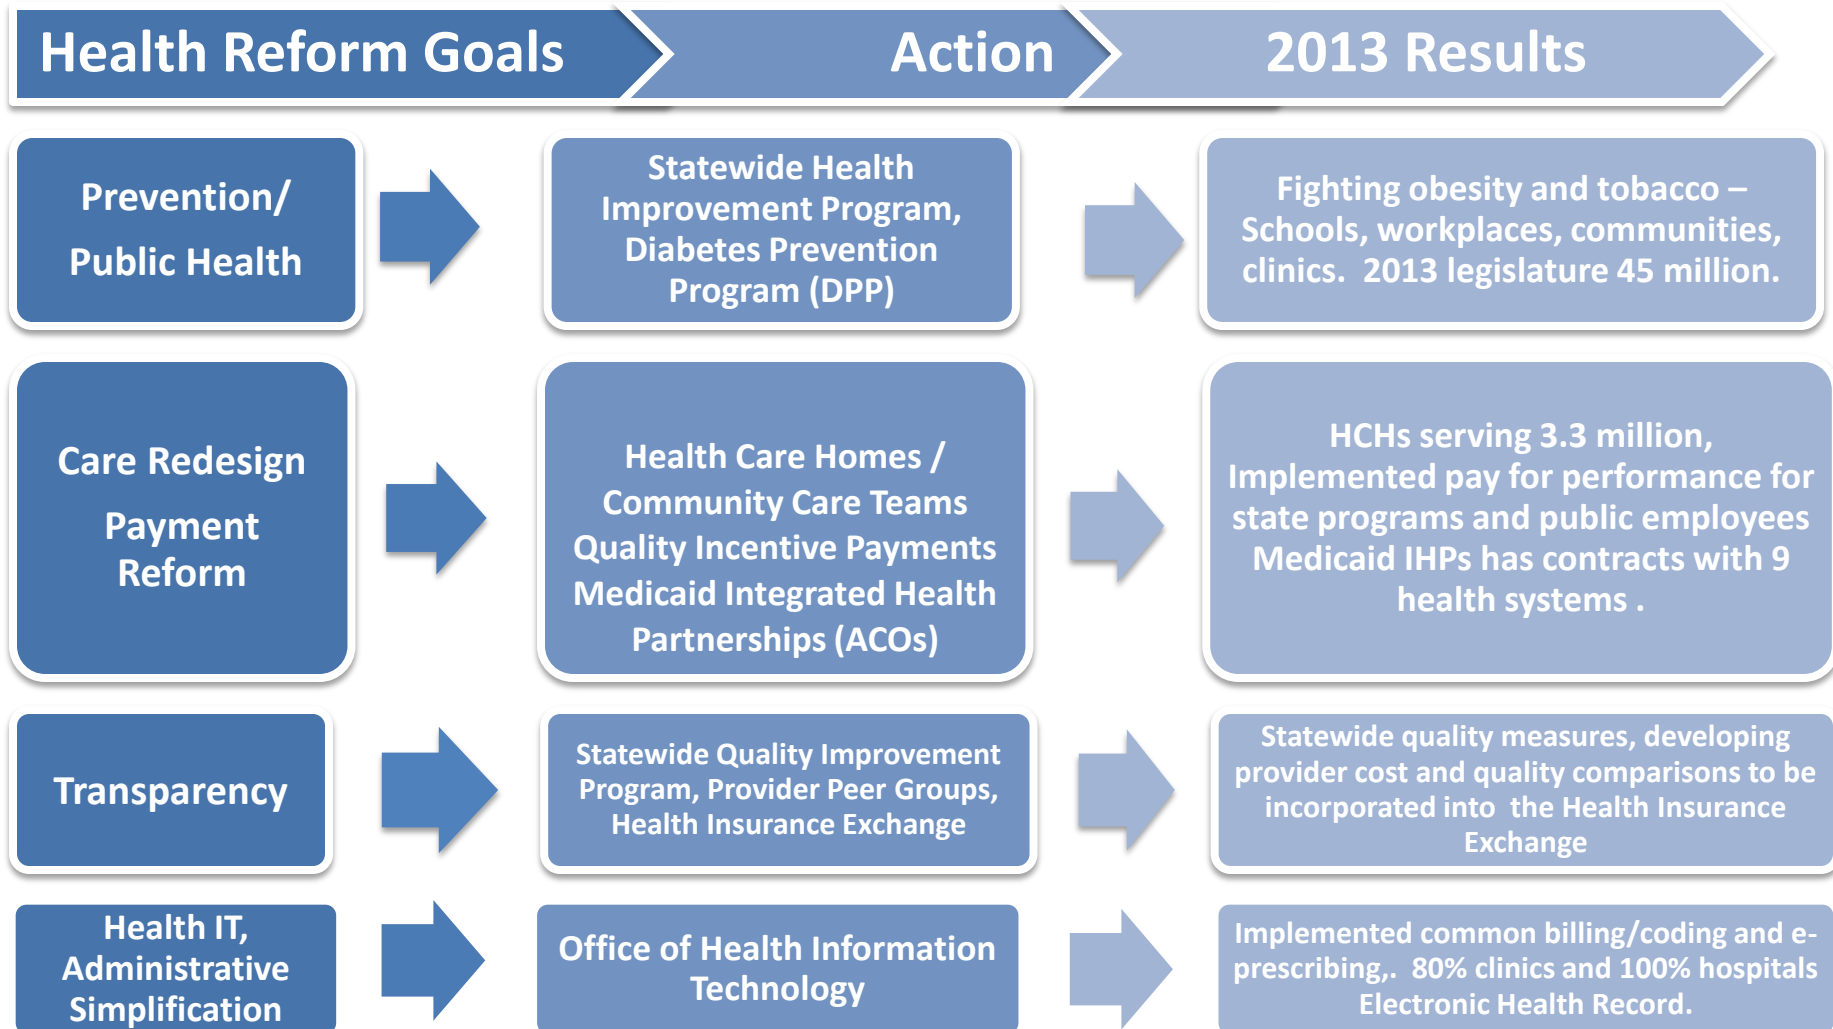 Health Reform Goals
Action
2013 Results
Prevention/
Public Health
Statewide Health
Improvement Program,
Diabetes Prevention
Program (DPP)
Fighting obesity and tobacco –
Schools, workplaces, communities,
clinics.  2013 legislature 45 million.
Care Redesign
Payment
Reform
Health Care Homes /
Community Care Teams
Quality Incentive Payments
Medicaid Integrated Health
Partnerships (ACOs)
HCHs serving 3.3 million,
Implemented pay for performance for
state programs and public employees
Medicaid IHPs has contracts with 9
health systems .
Transparency
Statewide Quality Improvement
Program, Provider Peer Groups,
Health Insurance Exchange
Statewide quality measures, developing
provider cost and quality comparisons to be
incorporated into  the Health Insurance
Exchange
Health IT,
Administrative
Simplification
Office of Health Information
Technology
Implemented common billing/coding and e-
prescribing,.  80% clinics and 100% hospitals
Electronic Health Record.